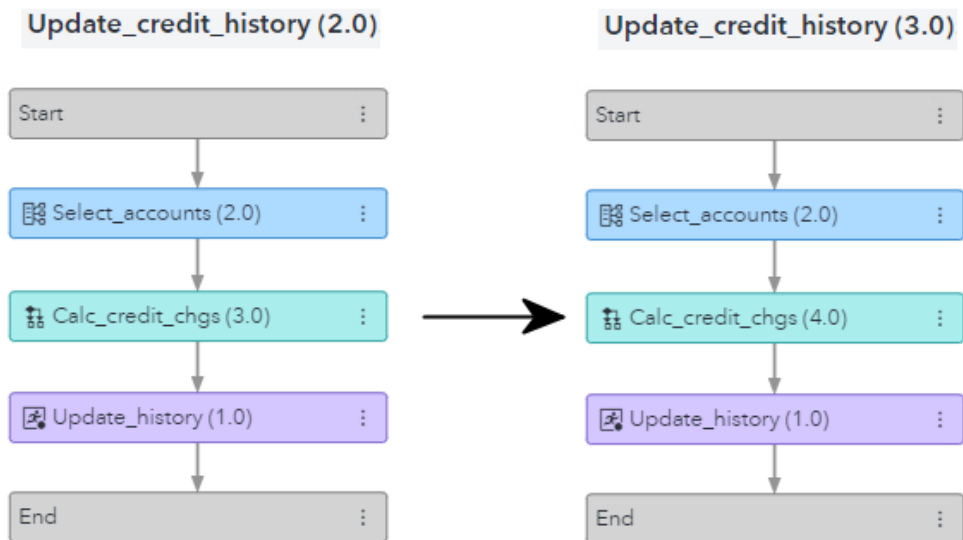 Update_credit_history (2.0)
Start
Select_accounts (2.0)
Calc_credit_chgs (3.0)
Update_history (1.0)
End
Update_credit_history (3.0)
Start
Select_accounts (2.0)
Calc_credit_chgs (4.0)
Update_history (1.0)
End